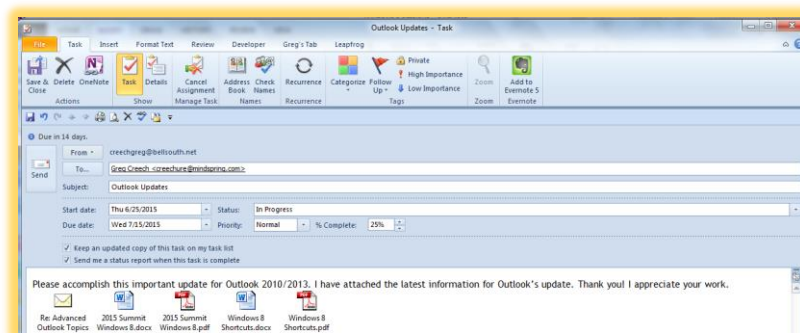 Outlook Updates - Task
File Task Insert Format Text Review Developer Greg's Tab Leapfrog
Save & Close Delete OneNote Task Details Cancel Assignment Address Book Check Names Recurrence Categorize Follow Up Private High Importance Low Importance Zoom Add to Evernote 5
Actions Show Manage Task Names Recurrence Tags Zoom Evernote
Due in 14 days.
From creechgreg@bellsouth.net
Send
To... Greg Creech <creechure@mindspring.com>
Subject: Outlook Updates
Start date: Thu 6/25/2015 Status: In Progress
Due date: Wed 7/15/2015 Priority: Normal % Complete: 25%
Keep an updated copy of this task on my task list
Send me a status report when this task is complete
Please accomplish this important update for Outlook 2010/2013. I have attached the latest information for Outlook's update. Thank you! I appreciate your work.
Re: Advanced 2015 Summit 2015 Summit Windows 8 Windows 8
Outlook Topics Windows 8.docx Windows 8.pdf Shortcuts.docx Shortcuts.pdf